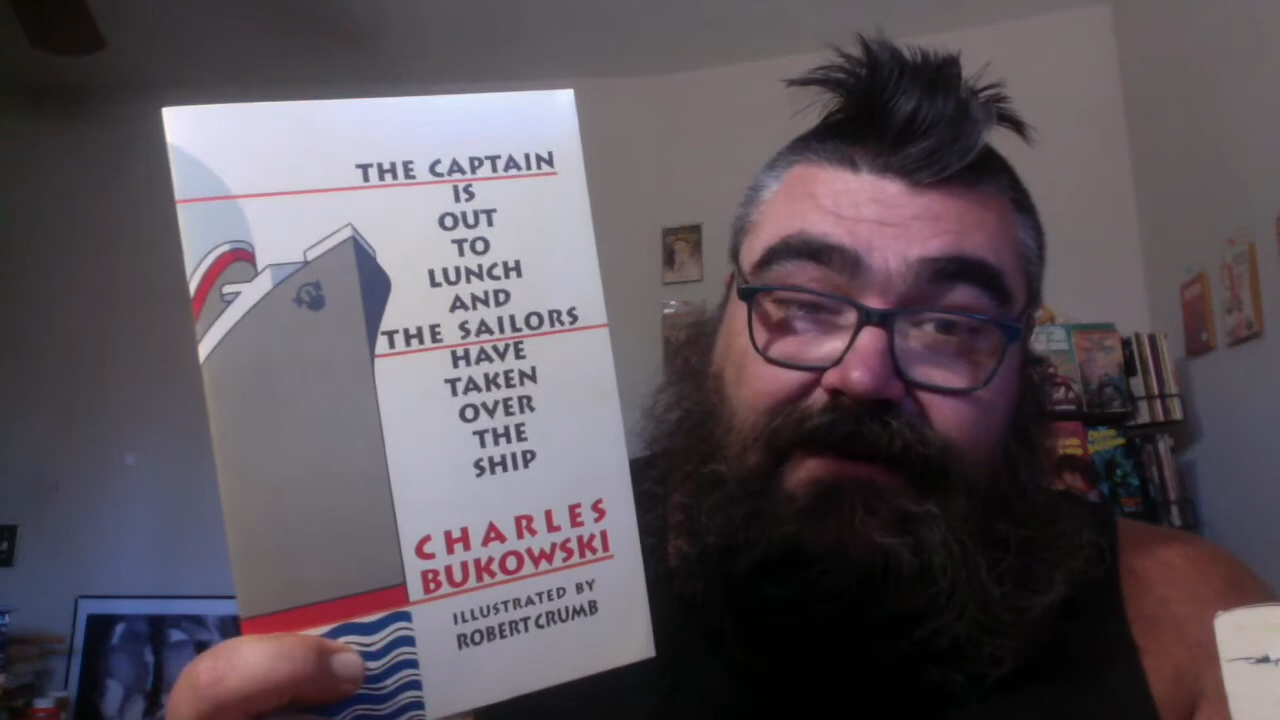 THE CAPTAIN
IS
OUT
TO
LUNCH
AND
THE SAILORS
HAVE
TAKEN
OVER
THE
SHIP
CHARLES
BUKOWSKI
ILLUSTRATED BY
ROBERT CRUMB